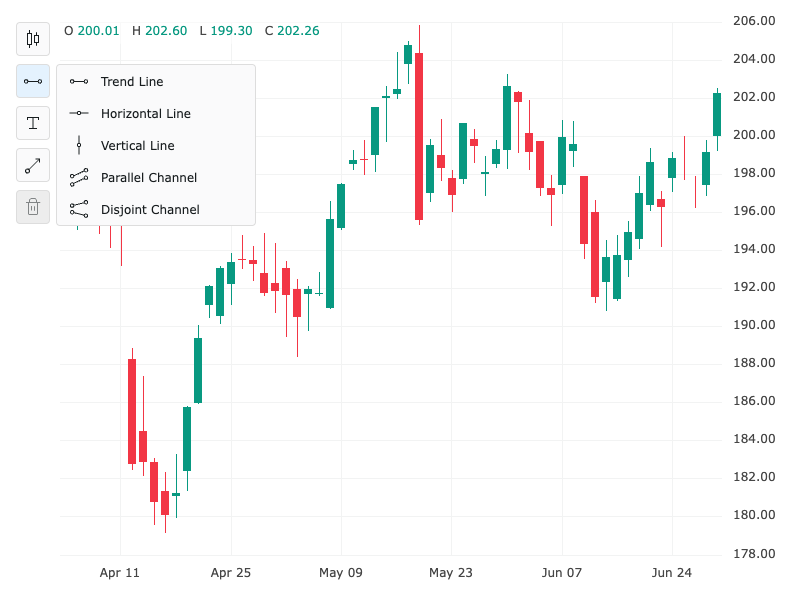 O 200.01 H 202.60 L 199.30 C 202.26
Trend Line
Horizontal Line
T
Vertical Line
Parallel Channel
Disjoint Channel
206.00
204.00
202.00
200.00
198.00
196.00
194.00
192.00
190.00
188.00
186.00
184.00
182.00
180.00
178.00
Apr 11 Apr 25 May 09 May 23 Jun 07 Jun 24